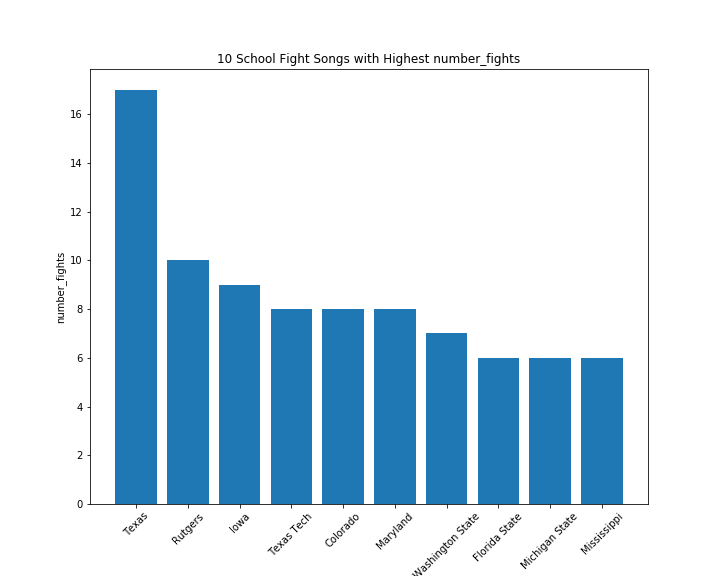 10 School Fight Songs with Highest number_fights
number_fights
16
14
12
10
8
6
4
2
0
Texas
Rutgers
Iowa
Texas Tech
Colorado
Maryland
Washington State
Florida State
Michigan State
Mississippi